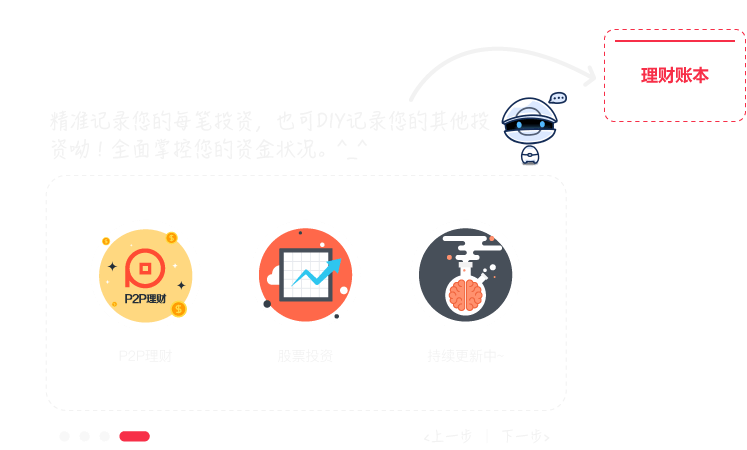 理财账本
精准记录您的每笔投资，也可DIY记录您的其他投
资呦！全面掌控您的资金状况。^_^
P2P理财
P2P理财
股票投资
持续更新中~
<上一步 | 下一步>